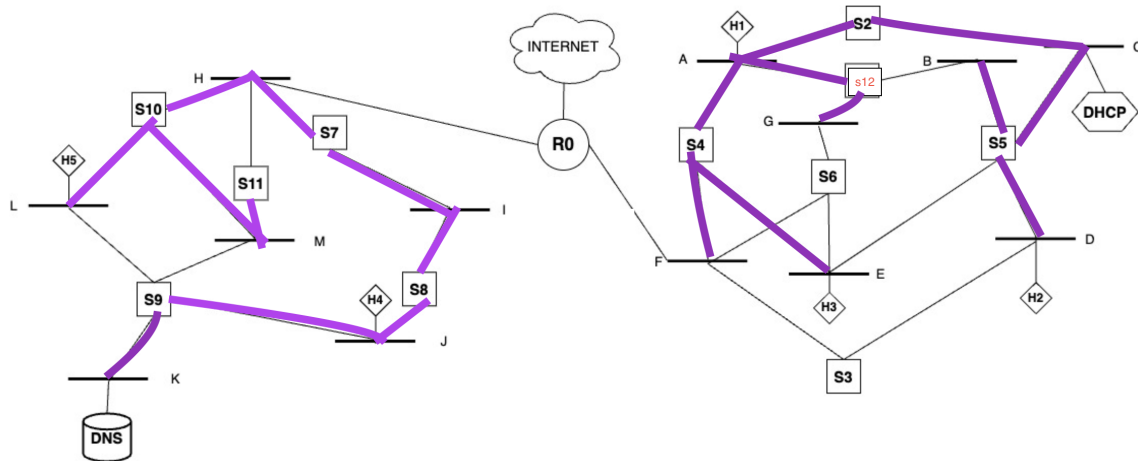 INTERNET
H1
S2
A
B
C
H
s12
S10
DHCP
S7
G
R0
S4
S5
H5
S11
S6
L
I
M
D
F
E
S9
S8
H4
H3
H2
J
K
S3
DNS